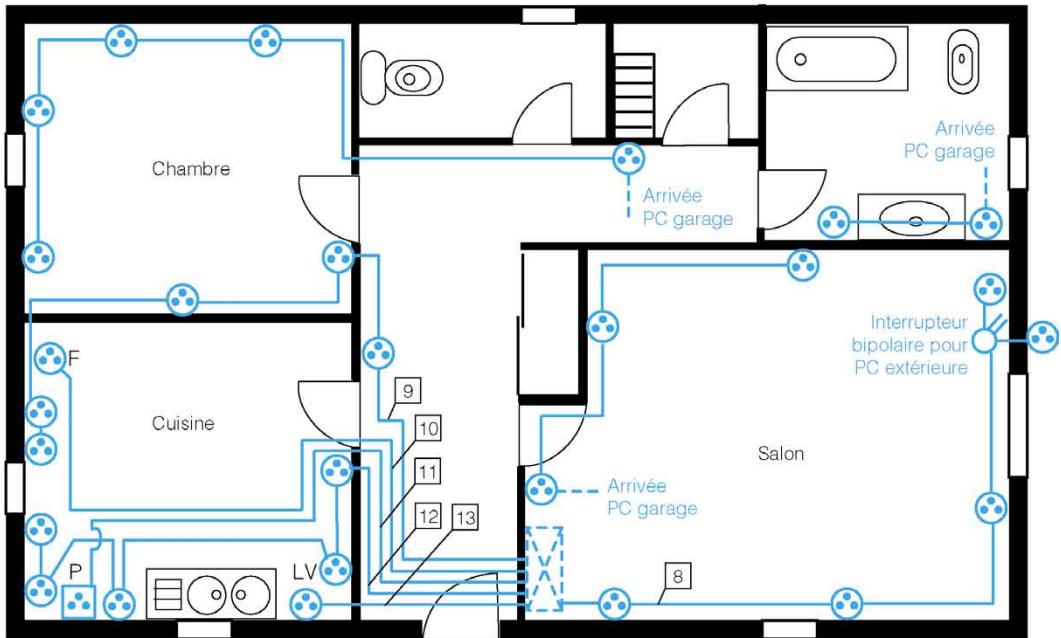 Chambre
Arrivée
PC garage
Arrivée
PC garage
F
Cuisine
9
10
11
12
13
P
LV
Interrupteur
bipolaire pour
PC extérieure
Salon
Arrivée
PC garage
8